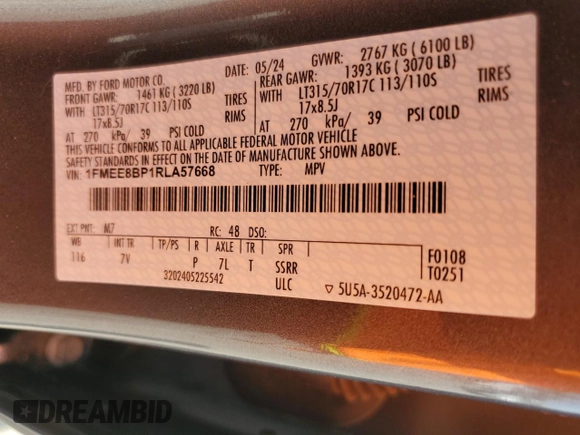 MFD. BY FORD MOTOR CO.
DATE: 05/24 GVWR: 2767 KG ( 6100 LB)
FRONT GAWR: 1461 KG ( 3220 LB)
REAR GAWR: 1393 KG ( 3070 LB)
WITH LT315/70R17C 113/110S TIRES
WITH LT315/70R17C 113/110S TIRES
17x8.5J RIMS
17x8.5J RIMS
AT 270 kPa/ 39 PSI COLD
AT 270 kPa/ 39 PSI COLD
THIS VEHICLE CONFORMS TO ALL APPLICABLE FEDERAL MOTOR VEHICLE
SAFETY STANDARDS IN EFFECT ON THE DATE OF MANUFACTURE SHOWN ABOVE.
VIN: 1FMEE8BP1RLA57668 TYPE: MPV
EXT PNT: M7 RC: 48 DSO:
WB INT TR TP/PS R AXLE TR SPR
116 7V P 7L T SSRR
ULC
F0108
T0251
3202405225542
▽ 5U5A-3520472-AA
DREAMBID